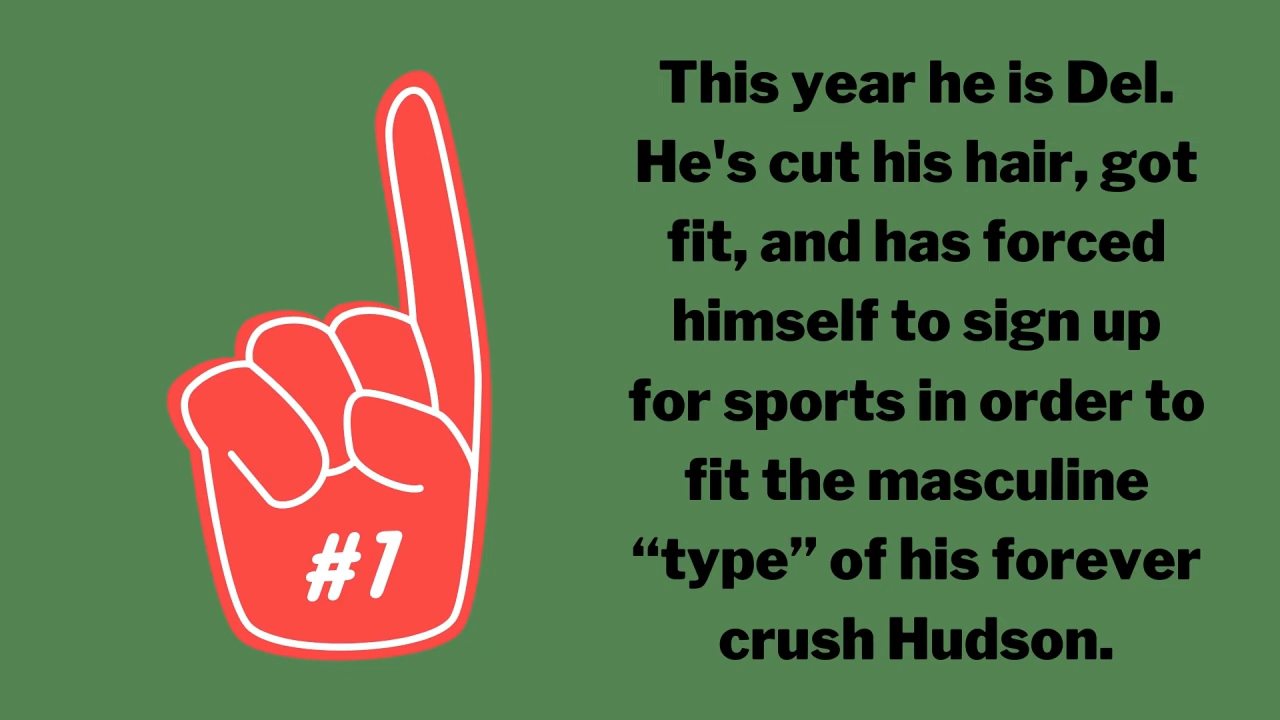 This year he is Del.
He's cut his hair, got
fit, and has forced
himself to sign up
for sports in order to
fit the masculine
“type” of his forever
crush Hudson.
#1